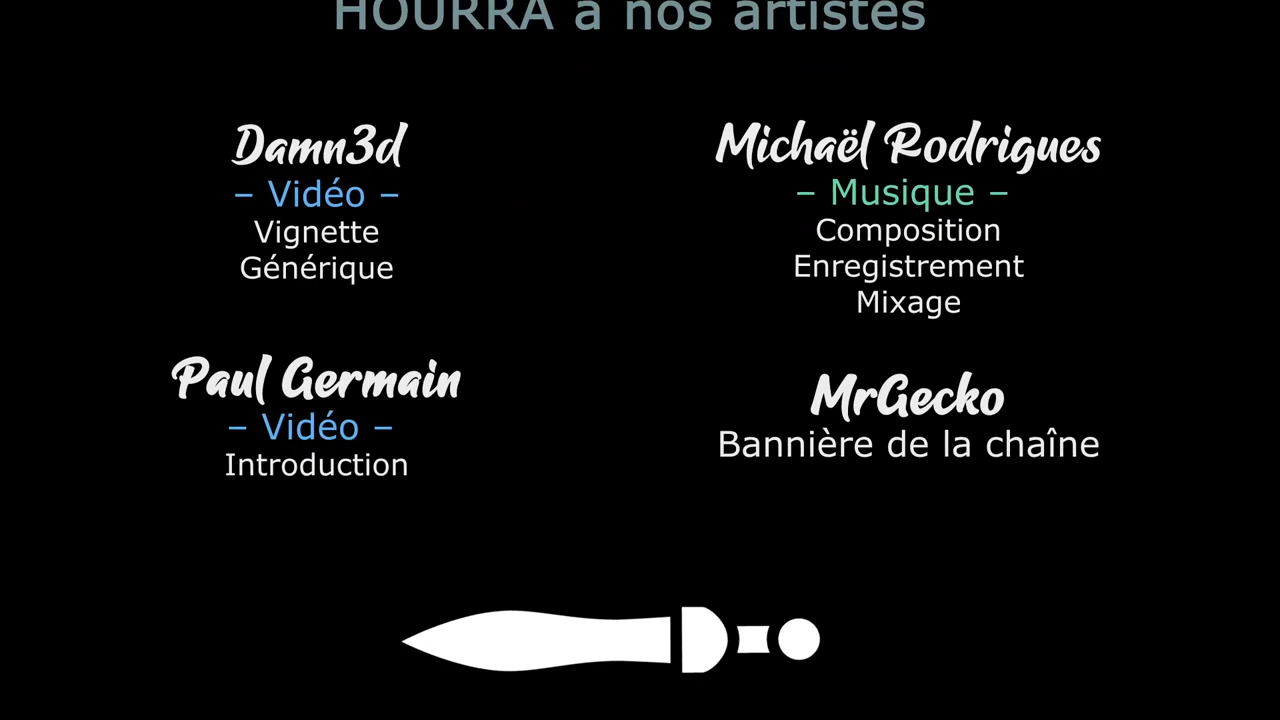 HOURRA à nos artistes
Damn3d
– Vidéo –
Vignette
Générique
Michaël Rodrigues
– Musique –
Composition
Enregistrement
Mixage
Paul Germain
– Vidéo –
Introduction
MrGecko
Bannière de la chaîne